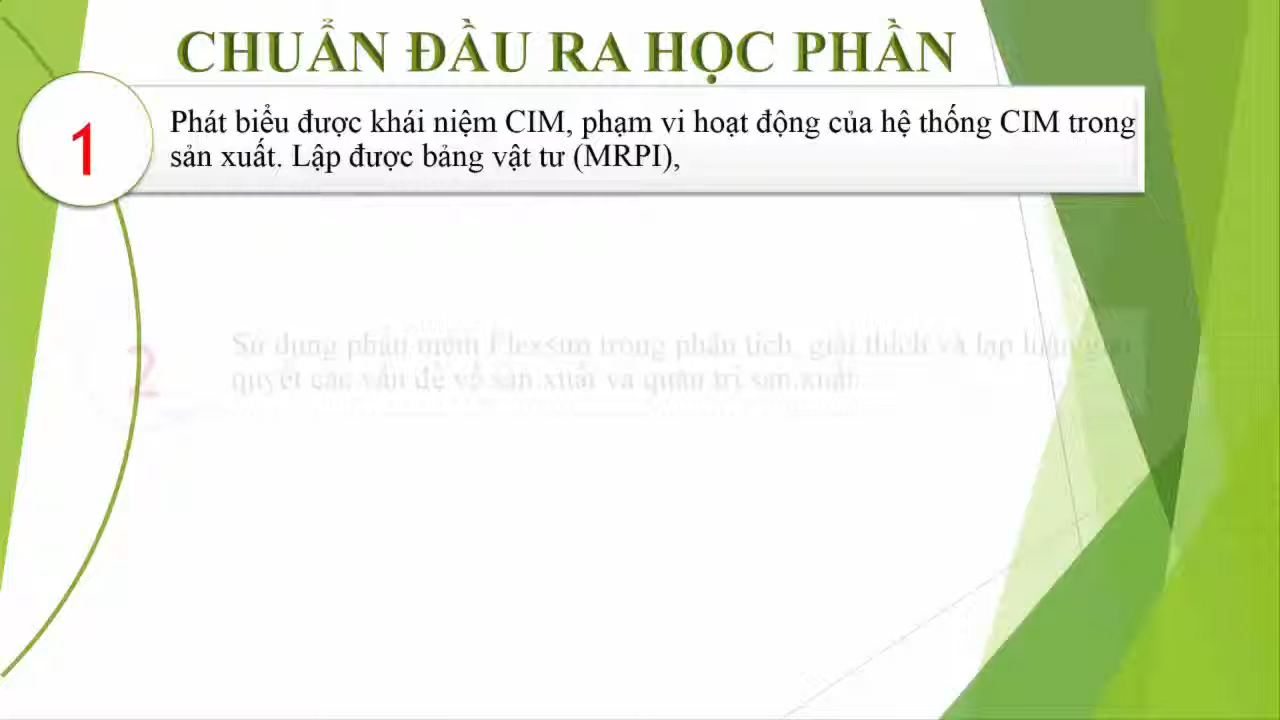 CHUẨN ĐẦU RA HỌC PHẦN
1
Phát biểu được khái niệm CIM, phạm vi hoạt động của hệ thống CIM trong
sản xuất. Lập được bảng vật tư (MRPI),
2
Sử dụng phần mềm FlexSim trong phân tích, giải thích và lập luận giải
quyết các vấn đề về sản xuất và quản trị sản xuất.